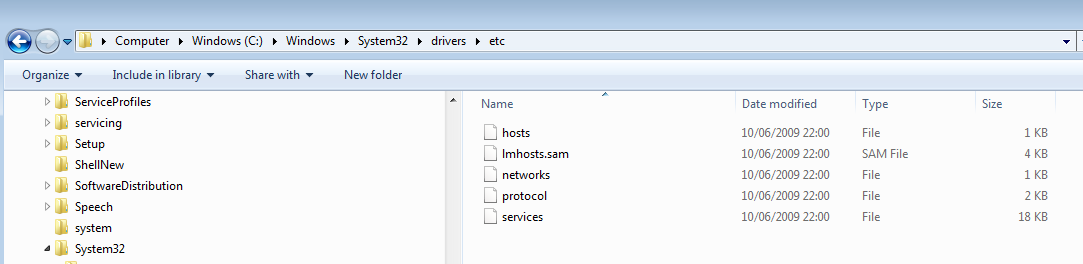 Computer Windows (C:) Windows System32 drivers etc
Organize Include in library Share with New folder
ServiceProfiles
servicing
Setup
ShellNew
SoftwareDistribution
Speech
system
System32
Name Date modified Type Size
hosts 10/06/2009 22:00 File 1 KB
lmhosts.sam 10/06/2009 22:00 SAM File 4 KB
networks 10/06/2009 22:00 File 1 KB
protocol 10/06/2009 22:00 File 2 KB
services 10/06/2009 22:00 File 18 KB